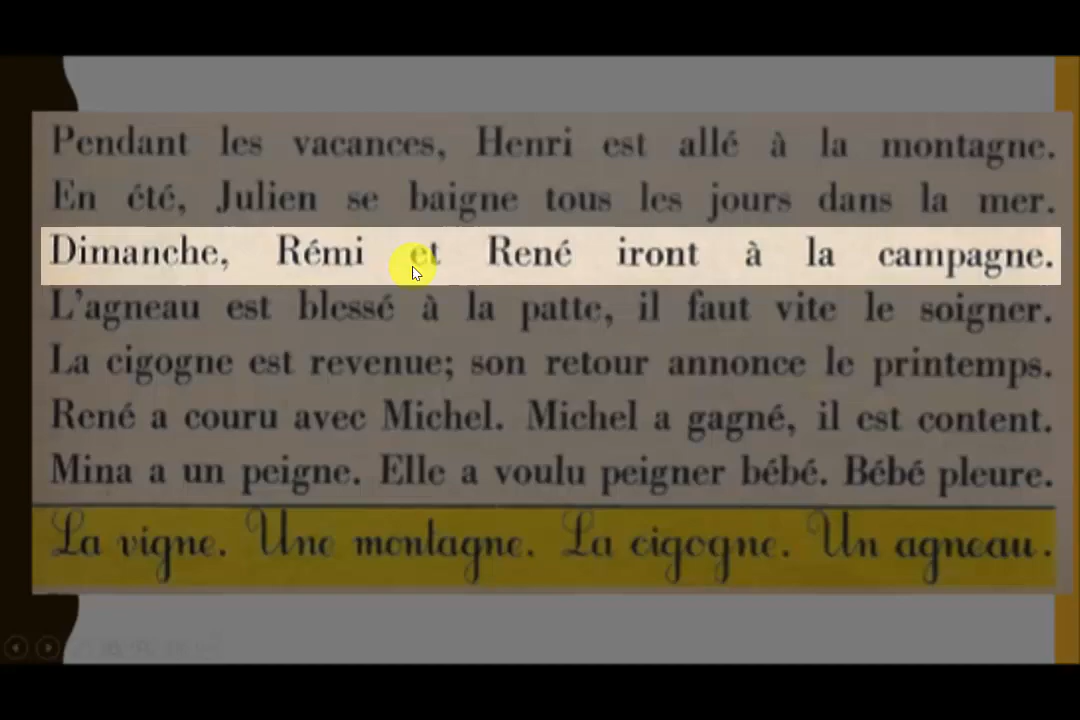 Pendant les vacances, Henri est allé à la montagne.
En été, Julien se baigne tous les jours dans la mer.
Dimanche, Rémi et René iront à la campagne.
L'agneau est blessé à la patte, il faut vite le soigner.
La cigogne est revenue; son retour annonce le printemps.
René a couru avec Michel. Michel a gagné, il est content.
Mina a un peigne. Elle a voulu peigner bébé. Bébé pleure.
La vigne. Une montagne. La cigogne. Un agneau.